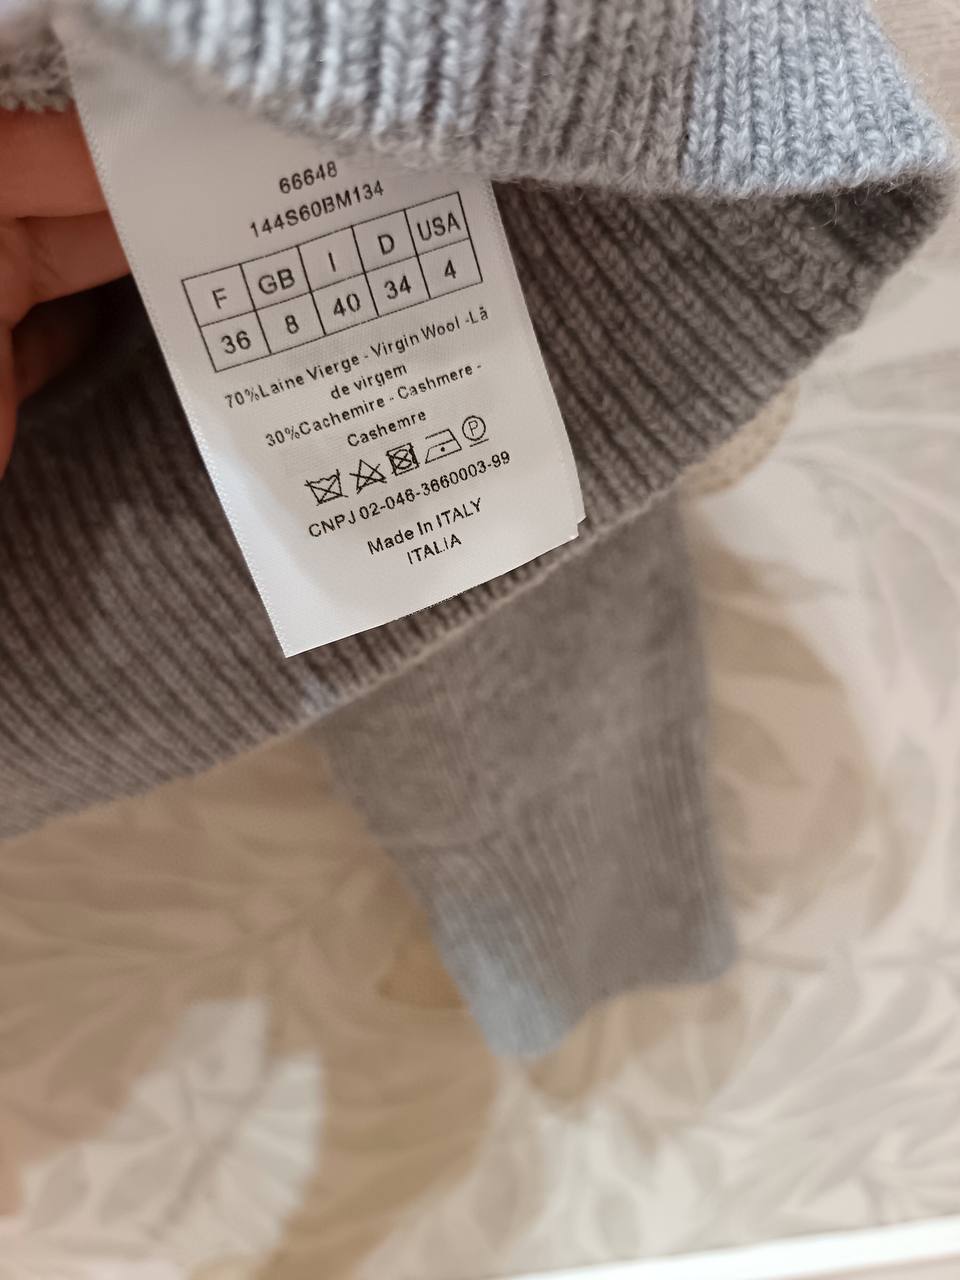 66648
144S60BM134
F GB I D USA
36 8 40 34 4
70%Laine Vierge - Virgin Wool -Lã
de virgem
30%Cachemire - Cashmere -
Cashemre
P
CNPJ 02-046-3660003-99
Made In ITALY
ITALIA